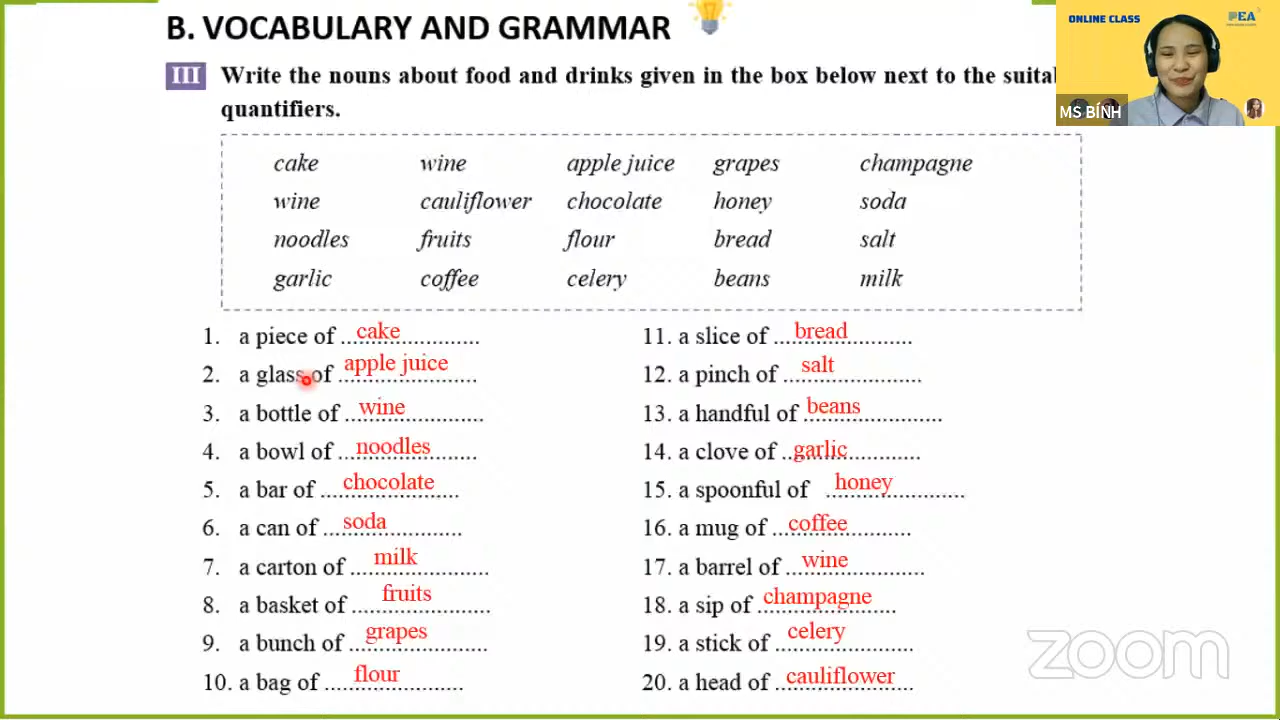 B. VOCABULARY AND GRAMMAR
ONLINE CLASS
PEA
MS BÍNH
III Write the nouns about food and drinks given in the box below next to the
quantifiers.
cake wine apple juice grapes champagne
wine cauliflower chocolate honey soda
noodles fruits flour bread salt
garlic coffee celery beans milk
1. a piece of ...cake....................
2. a glass of ...apple juice....................
3. a bottle of ...wine....................
4. a bowl of ...noodles....................
5. a bar of ...chocolate....................
6. a can of ...soda....................
7. a carton of ...milk....................
8. a basket of ...fruits....................
9. a bunch of ...grapes....................
10. a bag of ...flour....................
11. a slice of ...bread....................
12. a pinch of ...salt....................
13. a handful of ...beans....................
14. a clove of ...garlic....................
15. a spoonful of ...honey....................
16. a mug of ...coffee....................
17. a barrel of ...wine....................
18. a sip of ...champagne....................
19. a stick of ...celery....................
20. a head of ...cauliflower....................
zoom